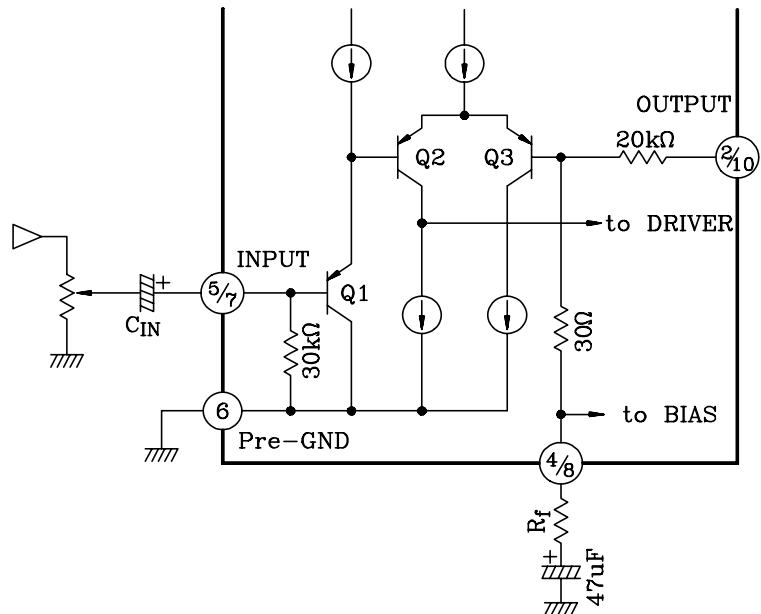 OUTPUT
Q2
Q3
20kΩ
2/10
to DRIVER
INPUT
5/7
Q1
CIN
30kΩ
30Ω
6
Pre-GND
to BIAS
4/8
Rf
+
+
47uF